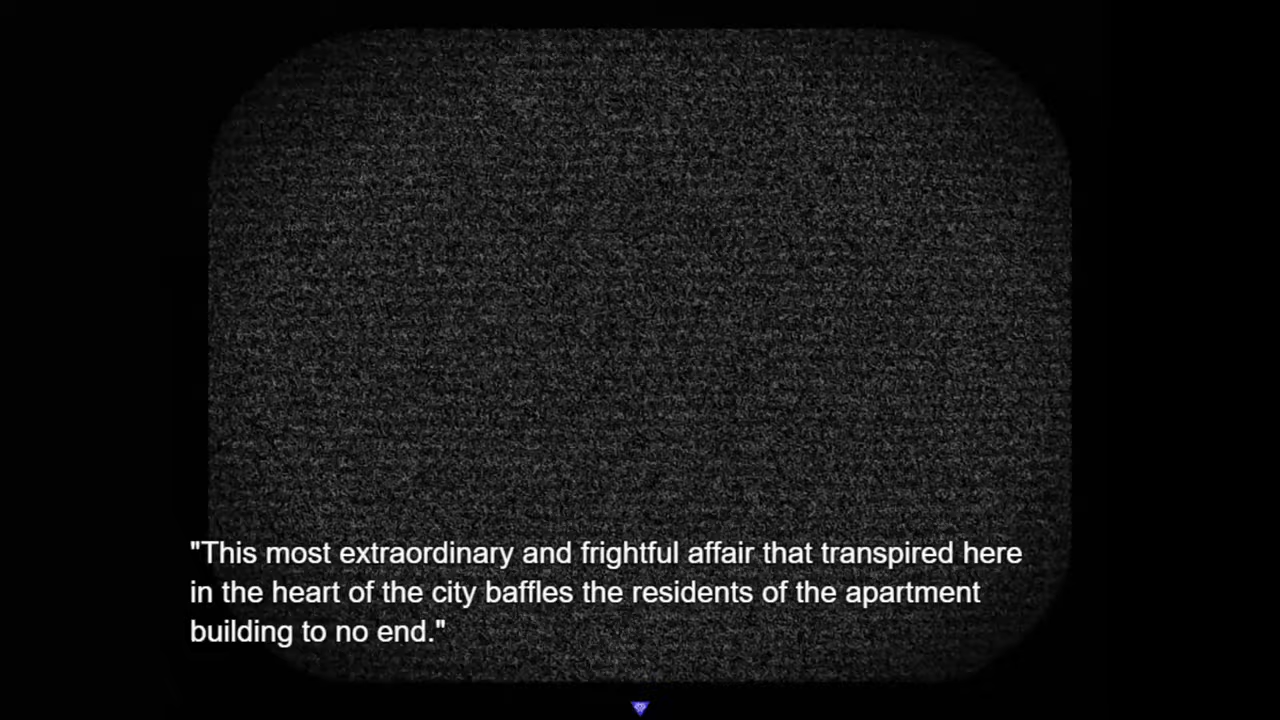 "This most extraordinary and frightful affair that transpired here
in the heart of the city baffles the residents of the apartment
building to no end."